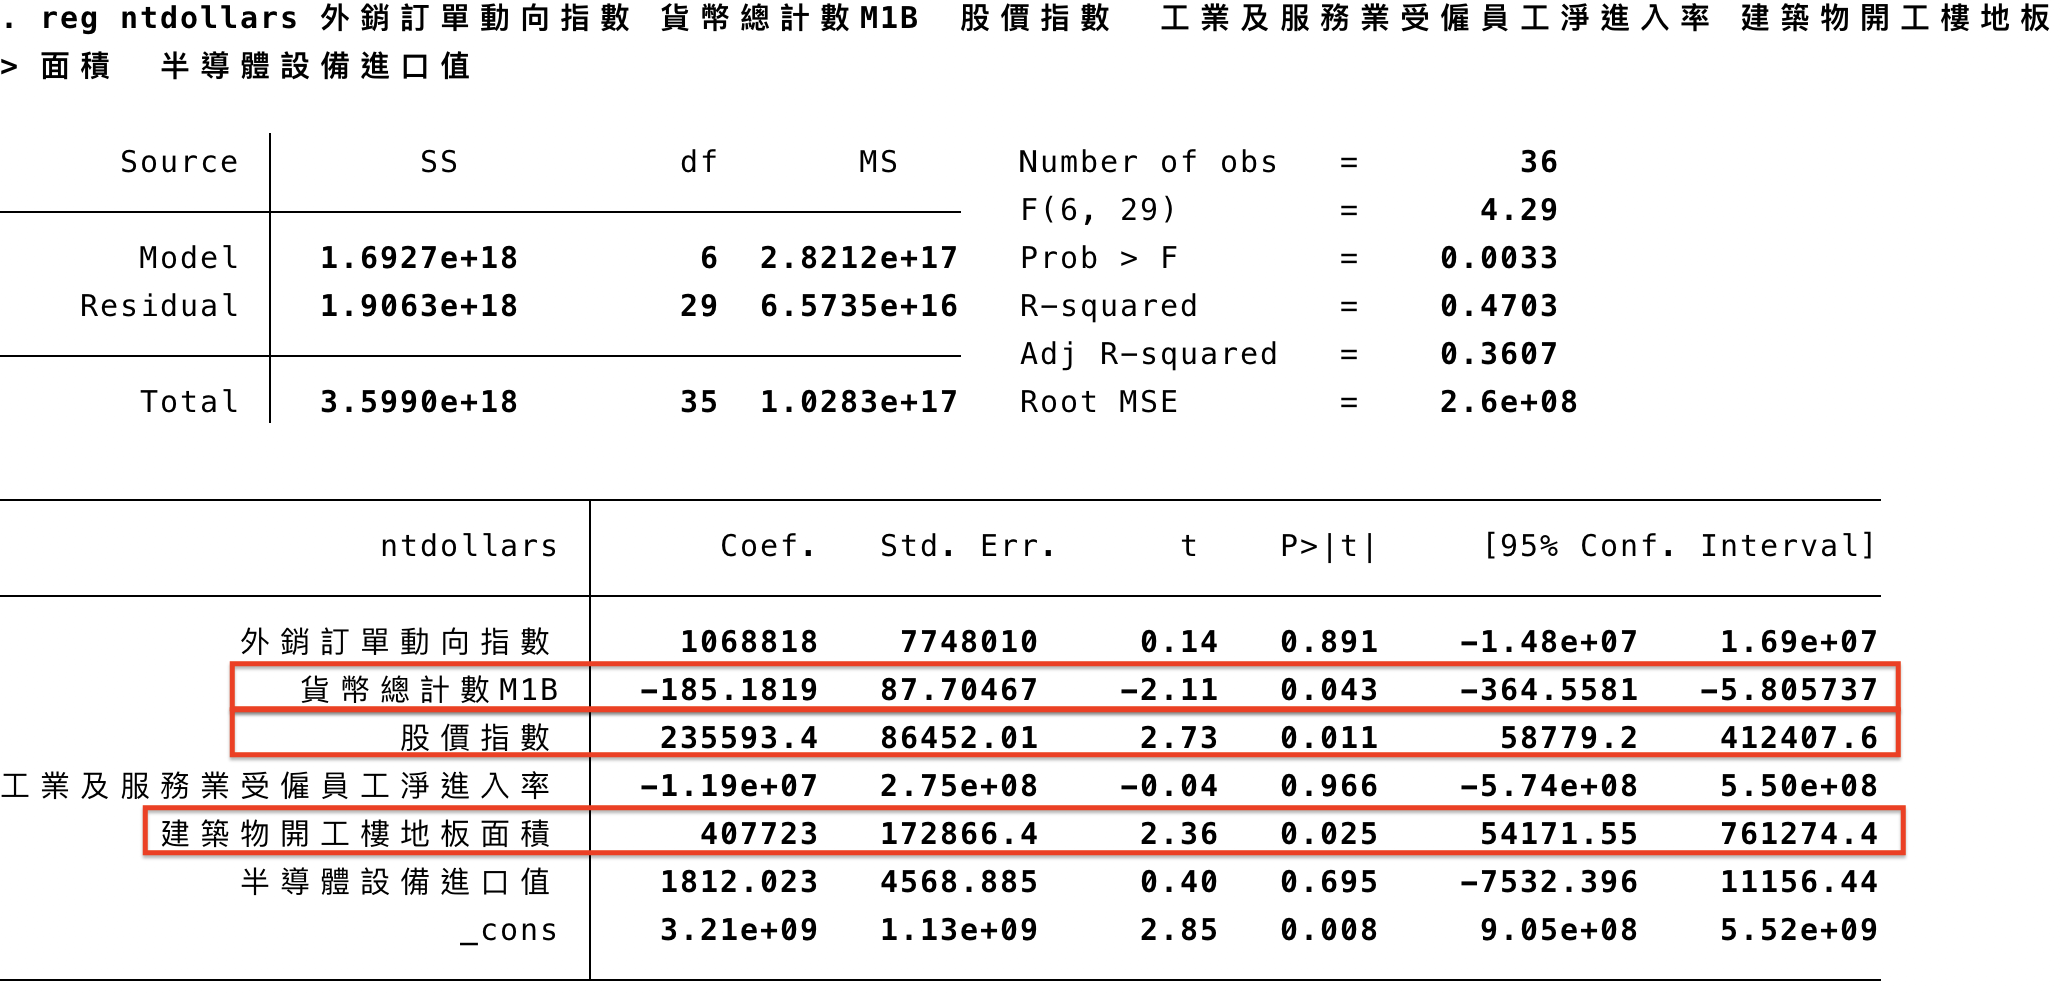 . reg ntdollars 外銷訂單動向指數 貨幣總計數M1B 股價指數 工業及服務業受僱員工淨進入率 建築物開工樓地板
> 面積 半導體設備進口值
Source SS df MS Number of obs = 36
F(6, 29) = 4.29
Model 1.6927e+18 6 2.8212e+17 Prob > F = 0.0033
Residual 1.9063e+18 29 6.5735e+16 R-squared = 0.4703
Adj R-squared = 0.3607
Total 3.5990e+18 35 1.0283e+17 Root MSE = 2.6e+08
ntdollars Coef. Std. Err. t P>|t| [95% Conf. Interval]
外銷訂單動向指數 1068818 7748010 0.14 0.891 -1.48e+07 1.69e+07
貨幣總計數M1B -185.1819 87.70467 -2.11 0.043 -364.5581 -5.805737
股價指數 235593.4 86452.01 2.73 0.011 58779.2 412407.6
工業及服務業受僱員工淨進入率 -1.19e+07 2.75e+08 -0.04 0.966 -5.74e+08 5.50e+08
建築物開工樓地板面積 407723 172866.4 2.36 0.025 54171.55 761274.4
半導體設備進口值 1812.023 4568.885 0.40 0.695 -7532.396 11156.44
_cons 3.21e+09 1.13e+09 2.85 0.008 9.05e+08 5.52e+09